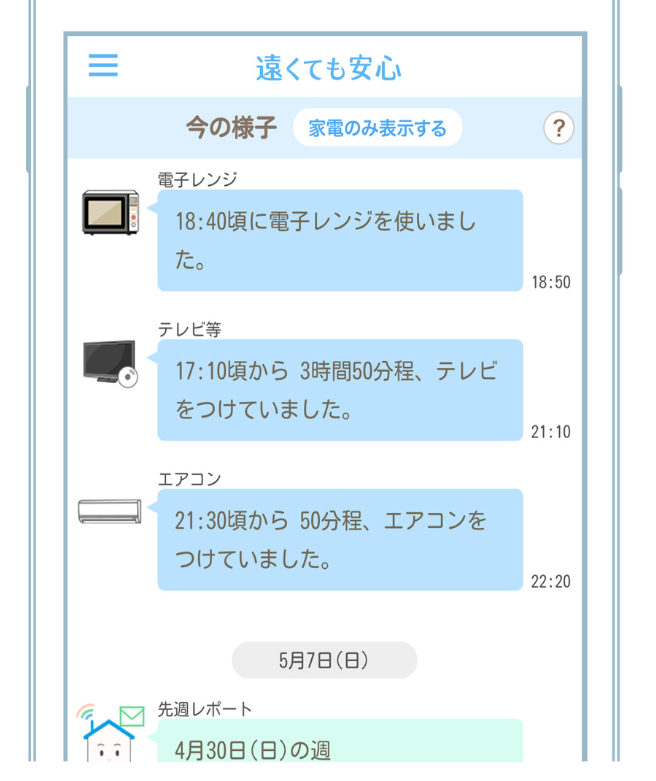 遠くても安心
今の様子 家電のみ表示する ?
電子レンジ
18:40頃に電子レンジを使いまし
た。
18:50
テレビ等
17:10頃から 3時間50分程、テレビ
をつけていました。
21:10
エアコン
21:30頃から 50分程、エアコンを
つけていました。
22:20
5月7日(日)
先週レポート
4月30日(日)の週